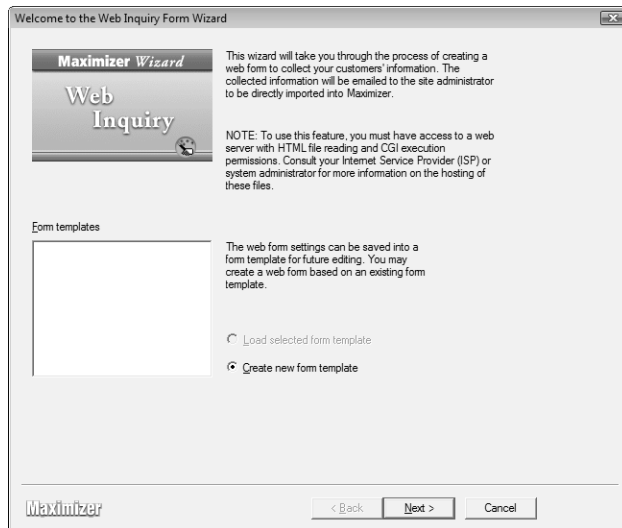 Welcome to the Web Inquiry Form Wizard
Maximizer Wizard
Web
Inquiry
This wizard will take you through the process of creating a
web form to collect your customers' information. The
collected information will be emailed to the site administrator
to be directly imported into Maximizer.
NOTE: To use this feature, you must have access to a web
server with HTML file reading and CGI execution
permissions. Consult your Internet Service Provider (ISP) or
system administrator for more information on the hosting of
these files.
Form templates
The web form settings can be saved into a
form template for future editing. You may
create a web form based on an existing form
template.
Load selected form template
Create new form template
Maximizer
< Back
Next >
Cancel